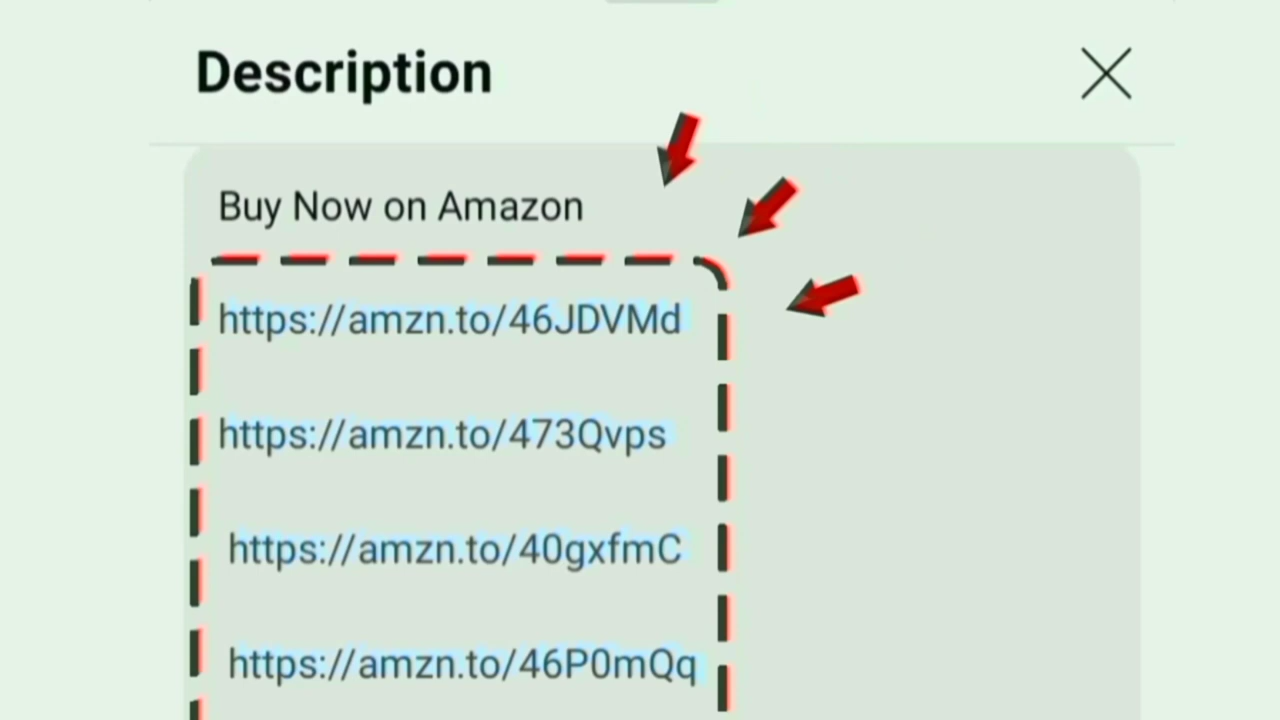 Description
Buy Now on Amazon
https://amzn.to/46JDVMd
https://amzn.to/473Qvps
https://amzn.to/40gxfmC
https://amzn.to/46P0mQq